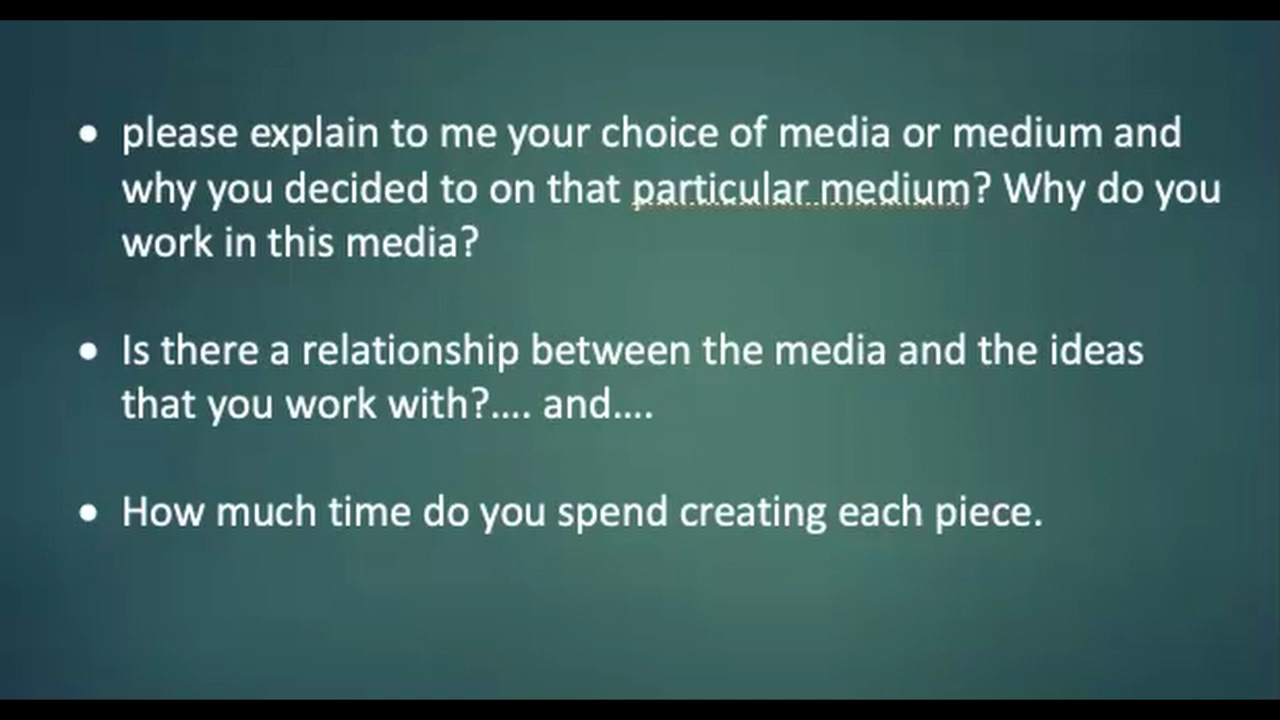 • please explain to me your choice of media or medium and
why you decided to on that particular medium? Why do you
work in this media?
• Is there a relationship between the media and the ideas
that you work with?.... and....
• How much time do you spend creating each piece.